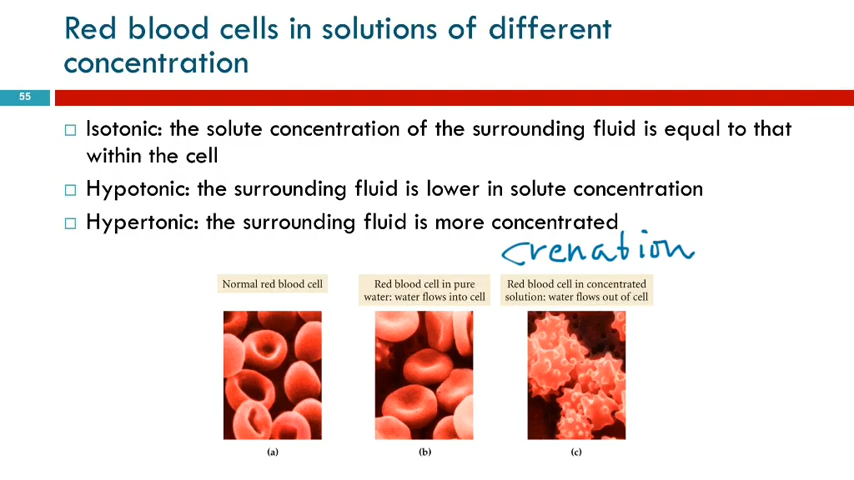 Red blood cells in solutions of different
concentration
55
Isotonic: the solute concentration of the surrounding fluid is equal to that
within the cell
Hypotonic: the surrounding fluid is lower in solute concentration
Hypertonic: the surrounding fluid is more concentrated
crenation
Normal red blood cell
Red blood cell in pure
water: water flows into cell
Red blood cell in concentrated
solution: water flows out of cell
(a)
(b)
(c)